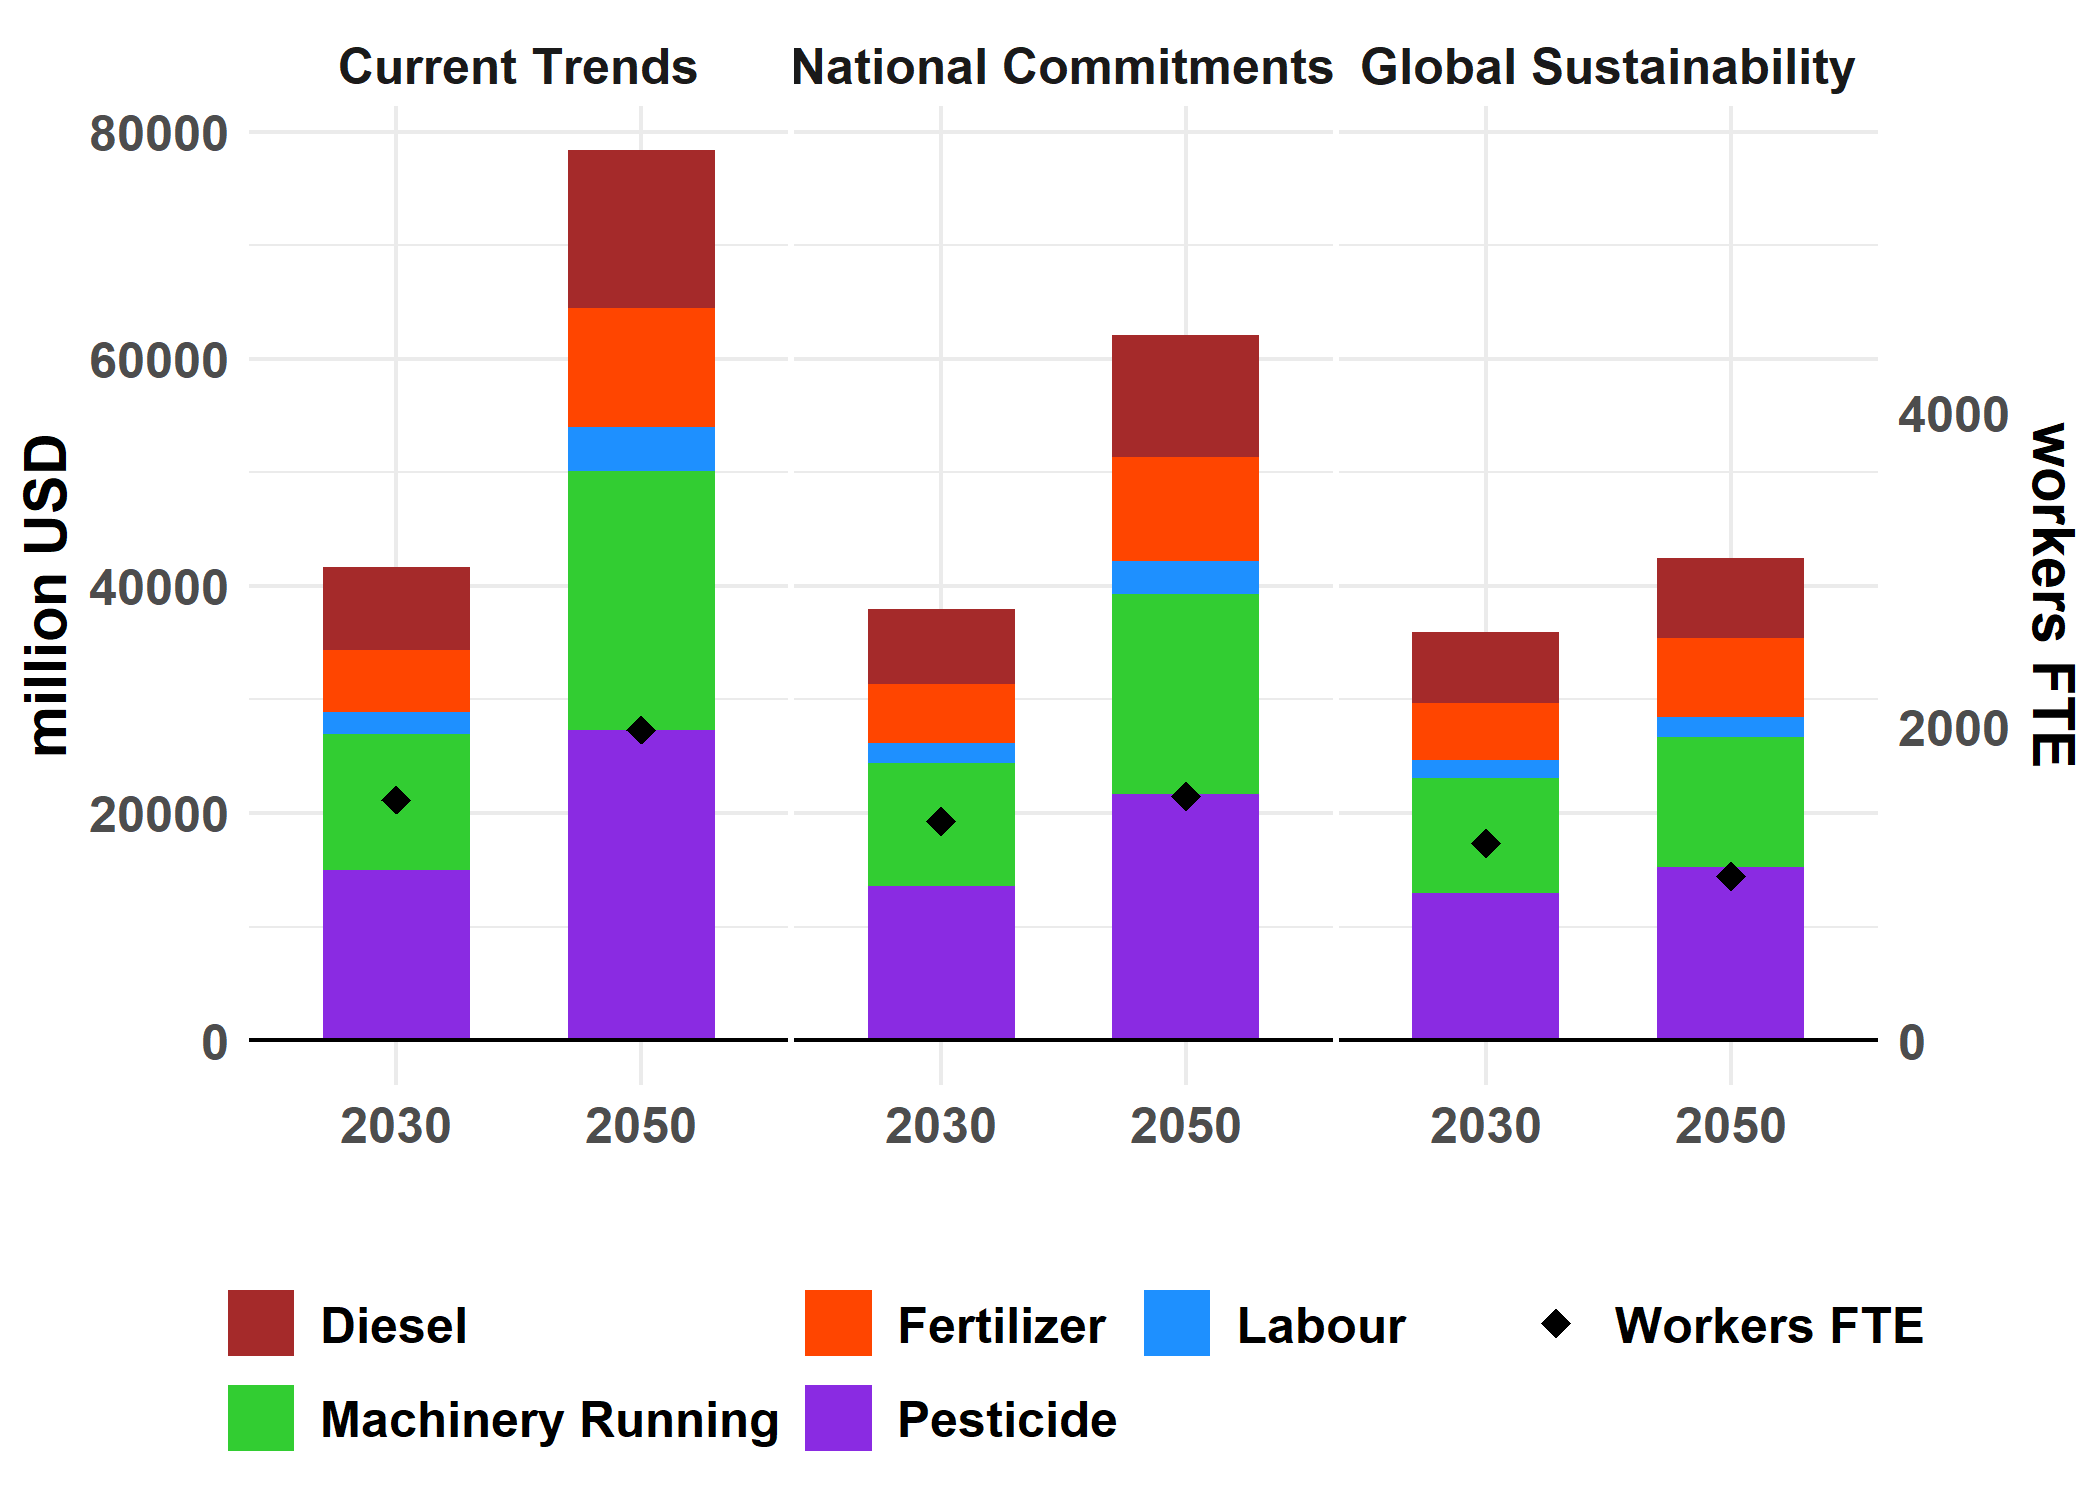 Current Trends
National Commitments
Global Sustainability
million USD
80000
60000
40000
20000
0
workers FTE
4000
2000
0
2030
2050
2030
2050
2030
2050
Diesel
Fertilizer
Labour
Workers FTE
Machinery Running
Pesticide